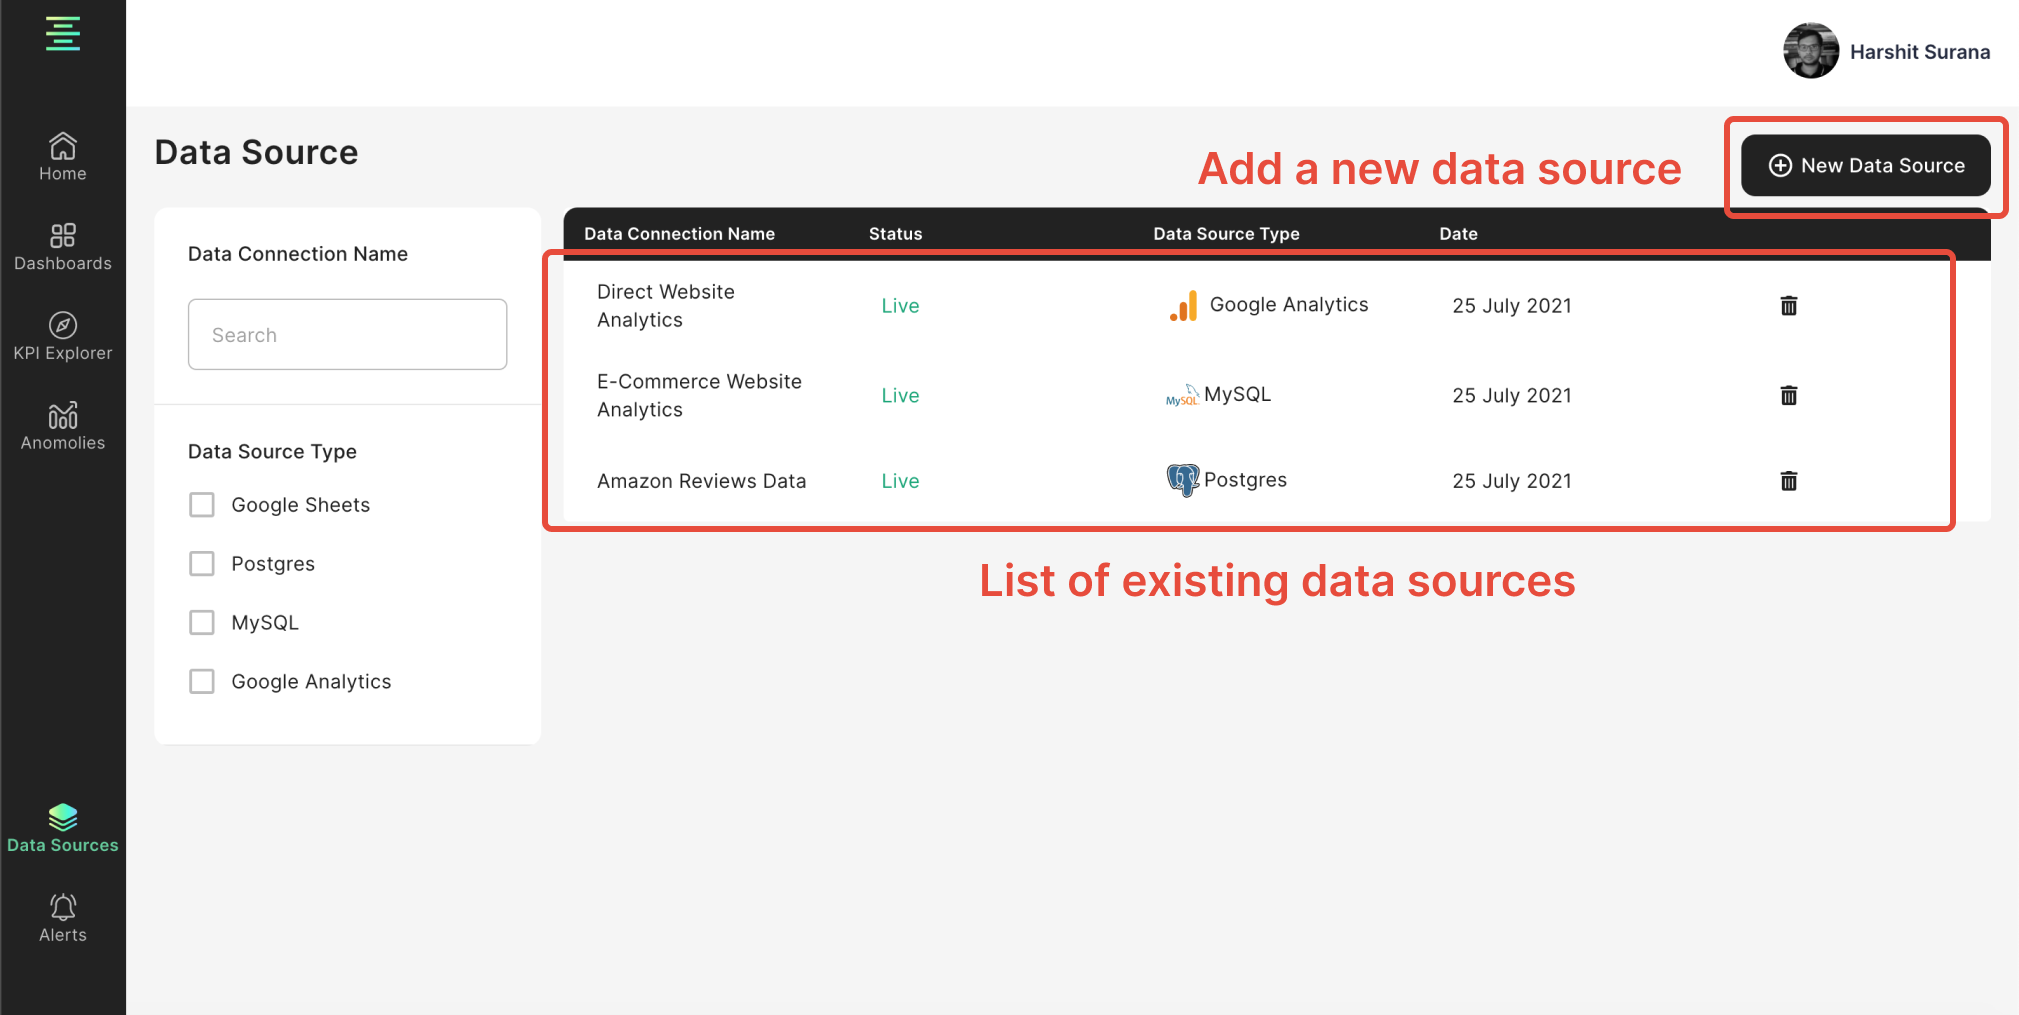 Harshit Surana
Home
Dashboards
KPI Explorer
Anomolies
Data Sources
Alerts
Data Source
Add a new data source
New Data Source
Data Connection Name
Search
Data Source Type
Google Sheets
Postgres
MySQL
Google Analytics
Data Connection Name Status Data Source Type Date
Direct Website
Analytics
Live
Google Analytics
25 July 2021
E-Commerce Website
Analytics
Live
MySQL
MySQL
25 July 2021
Amazon Reviews Data
Live
Postgres
25 July 2021
List of existing data sources